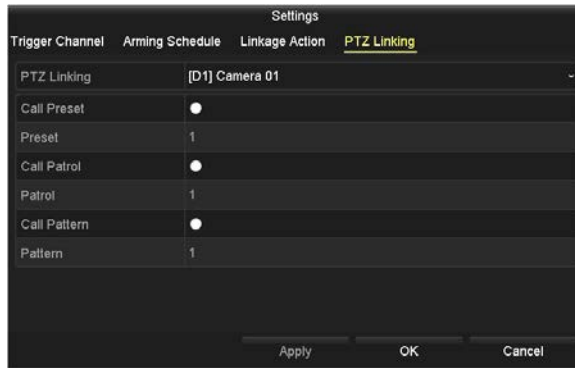 Settings
Trigger Channel Arming Schedule Linkage Action PTZ Linking
PTZ Linking [D1] Camera 01
Call Preset
Preset 1
Call Patrol
Patrol 1
Call Pattern
Pattern 1
Apply OK Cancel